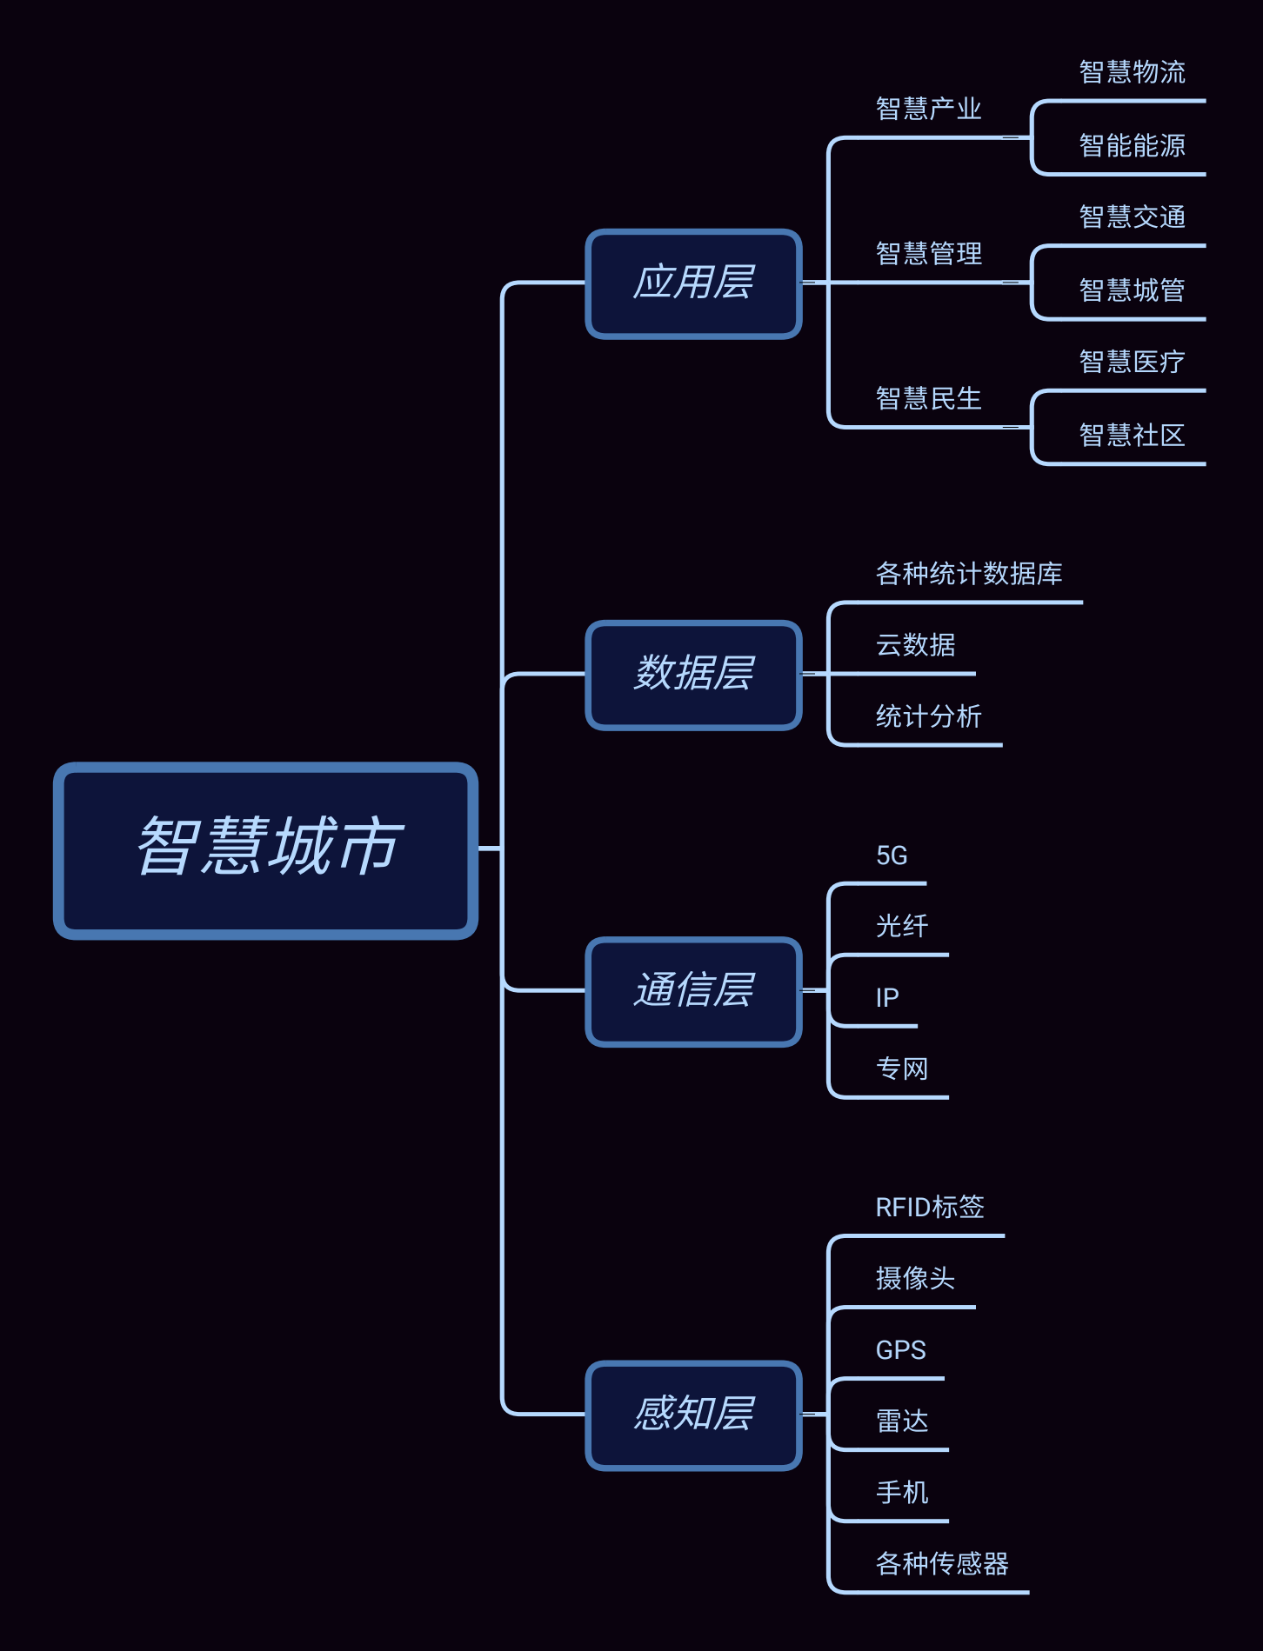 智慧城市
应用层
智慧产业
智慧物流
智能能源
智慧管理
智慧交通
智慧城管
智慧民生
智慧医疗
智慧社区
数据层
各种统计数据库
云数据
统计分析
通信层
5G
光纤
IP
专网
感知层
RFID标签
摄像头
GPS
雷达
手机
各种传感器